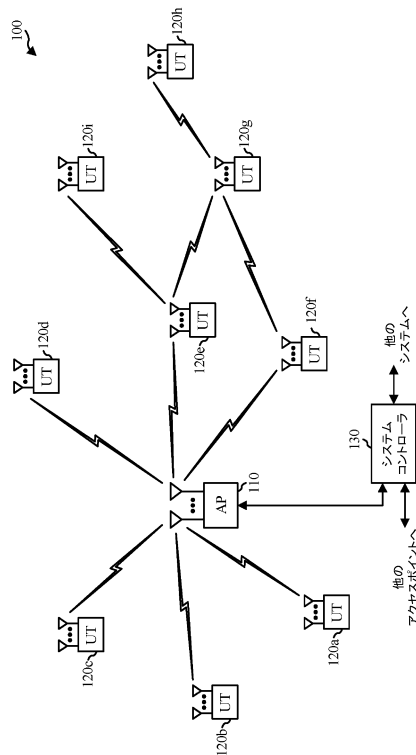 100
120h
UT
120i
UT
120g
UT
120d
UT
120e
UT
120f
UT
110
AP
120c
UT
120b
UT
120a
UT
130
システム
コントローラ
他の
システムへ
他の
アクセスポイントへ